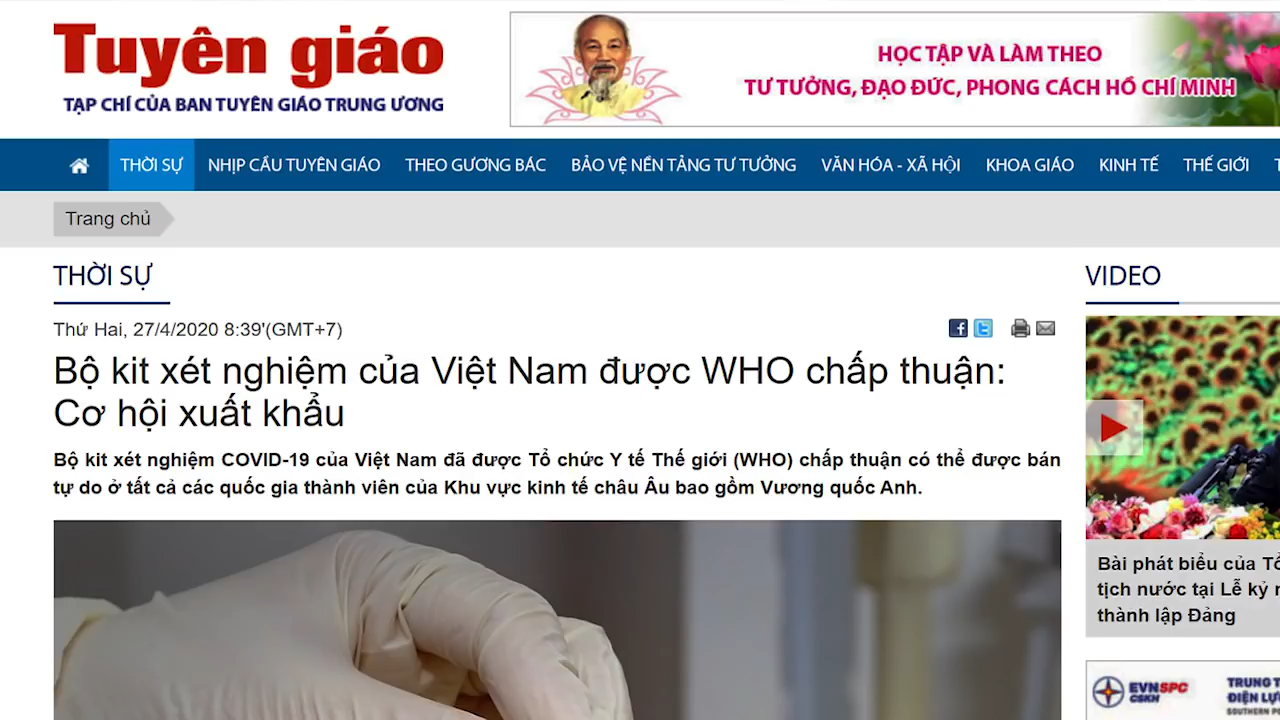 Tuyên giáo
TẠP CHÍ CỦA BAN TUYÊN GIÁO TRUNG ƯƠNG
HỌC TẬP VÀ LÀM THEO
TƯ TƯỞNG, ĐẠO ĐỨC, PHONG CÁCH HỒ CHÍ MINH
THỜI SỰ NHỊP CẦU TUYÊN GIÁO THEO GƯƠNG BÁC BẢO VỆ NỀN TẢNG TƯ TƯỞNG VĂN HÓA - XÃ HỘI KHOA GIÁO KINH TẾ THẾ GIỚI
Trang chủ
THỜI SỰ
Thứ Hai, 27/4/2020 8:39'(GMT+7)
Bộ kit xét nghiệm của Việt Nam được WHO chấp thuận:
Cơ hội xuất khẩu
Bộ kit xét nghiệm COVID-19 của Việt Nam đã được Tổ chức Y tế Thế giới (WHO) chấp thuận có thể được bán
tự do ở tất cả các quốc gia thành viên của Khu vực kinh tế châu Âu bao gồm Vương quốc Anh.
VIDEO
Bài phát biểu của
tịch nước tại Lễ kỷ
thành lập Đảng
EVNSPC
CSKH
TRUNG
ĐIỆN
SOUTHERN